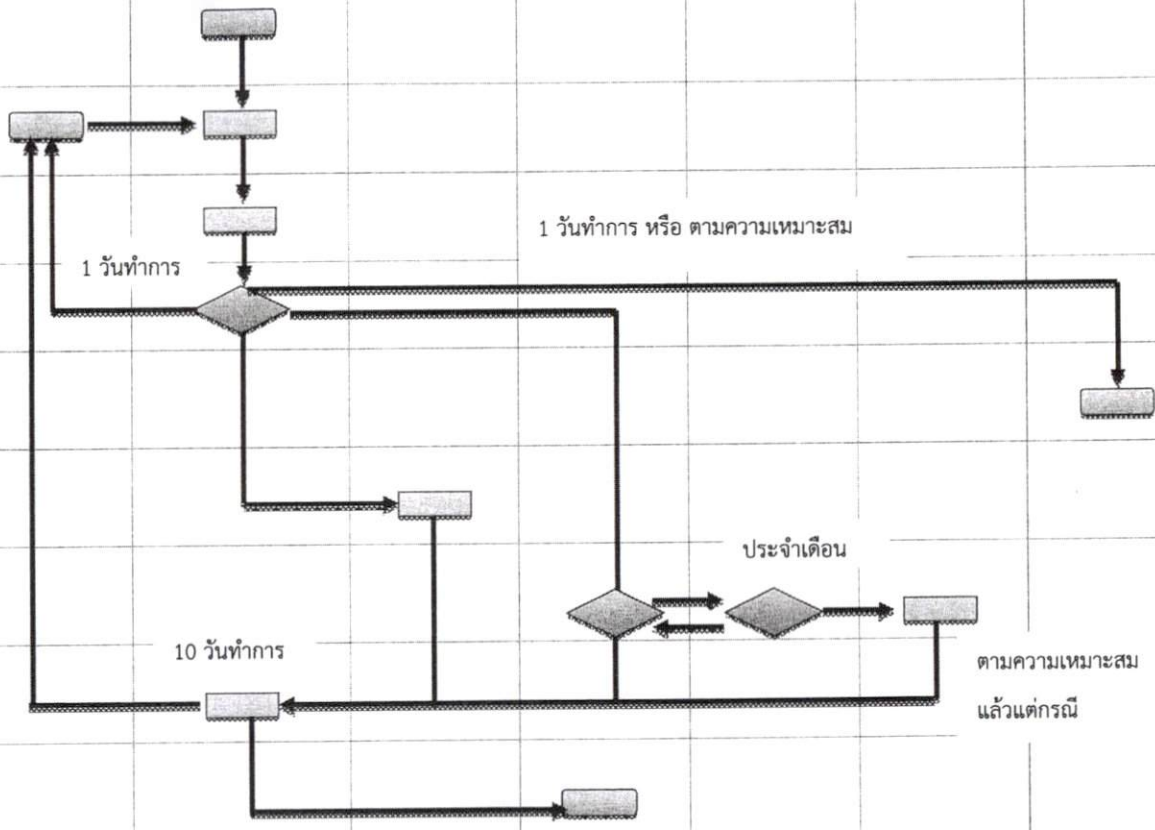 1 วันทำการ หรือ ตามความเหมาะสม
1 วันทำการ
ประจำเดือน
10 วันทำการ
ตามความเหมาะสม
แล้วแต่กรณี